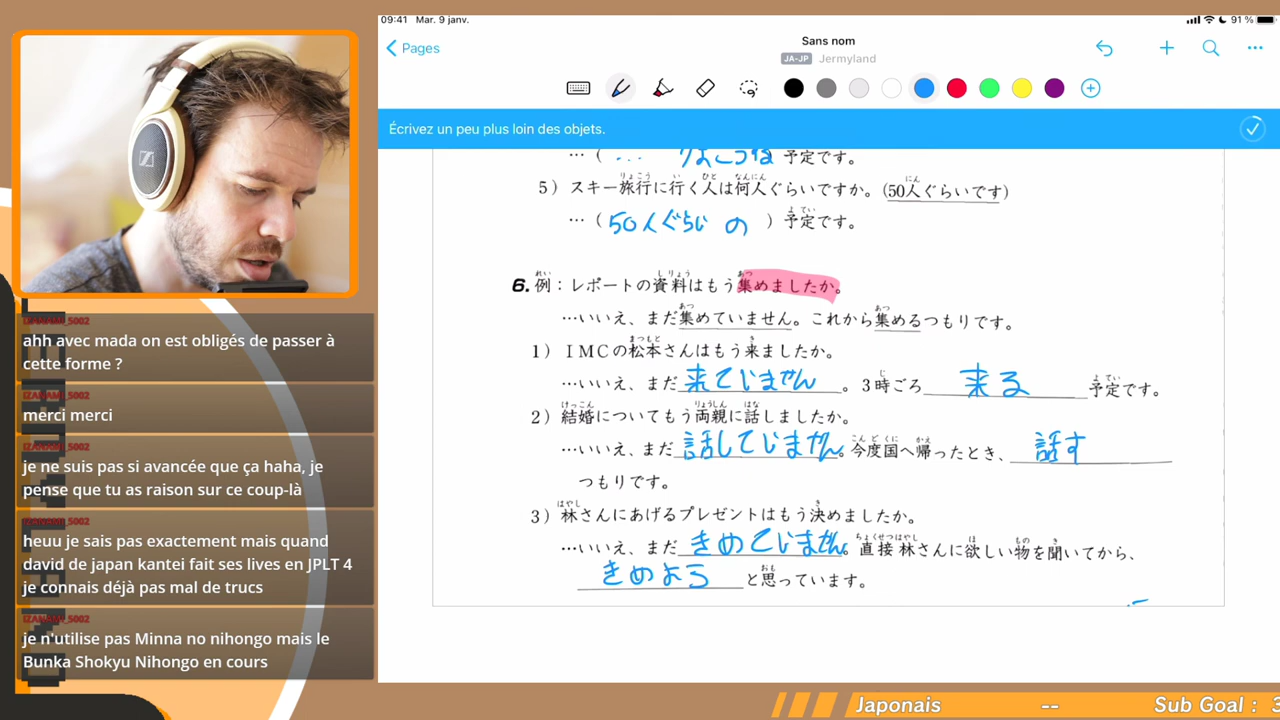 09:41 Mar. 9 janv.
91 %
Pages
Sans nom
JA-JP Jermyland
Écrivez un peu plus loin des objets.
… ( … りょこうは 予定です。
5) スキー旅行に行く人は何人ぐらいですか。(50人ぐらいです)
… ( 50人ぐらい の ) 予定です。
6. 例：レポートの資料はもう集めましたか。
…いいえ、まだ集めていません。これから集めるつもりです。
1) IMCの松本さんはもう来ましたか。
…いいえ、まだ 来ていません 。3時ごろ 来る 予定です。
2) 結婚についてもう両親に話しましたか。
…いいえ、まだ 話していません 。今度国へ帰ったとき、 話す
つもりです。
3) 林さんにあげるプレゼントはもう決めましたか。
…いいえ、まだ きめていません 。直接林さんに欲しい物を聞いてから、
きめよう と思っています。
IZANAMI_5002
ahh avec mada on est obligés de passer à
cette forme ?
IZANAMI_5002
merci merci
IZANAMI_5002
je ne suis pas si avancée que ça haha, je
pense que tu as raison sur ce coup-là
IZANAMI_5002
heuu je sais pas exactement mais quand
david de japan kantei fait ses lives en JPLT 4
je connais déjà pas mal de trucs
IZANAMI_5002
je n'utilise pas Minna no nihongo mais le
Bunka Shokyu Nihongo en cours
Japonais -- Sub Goal : 3